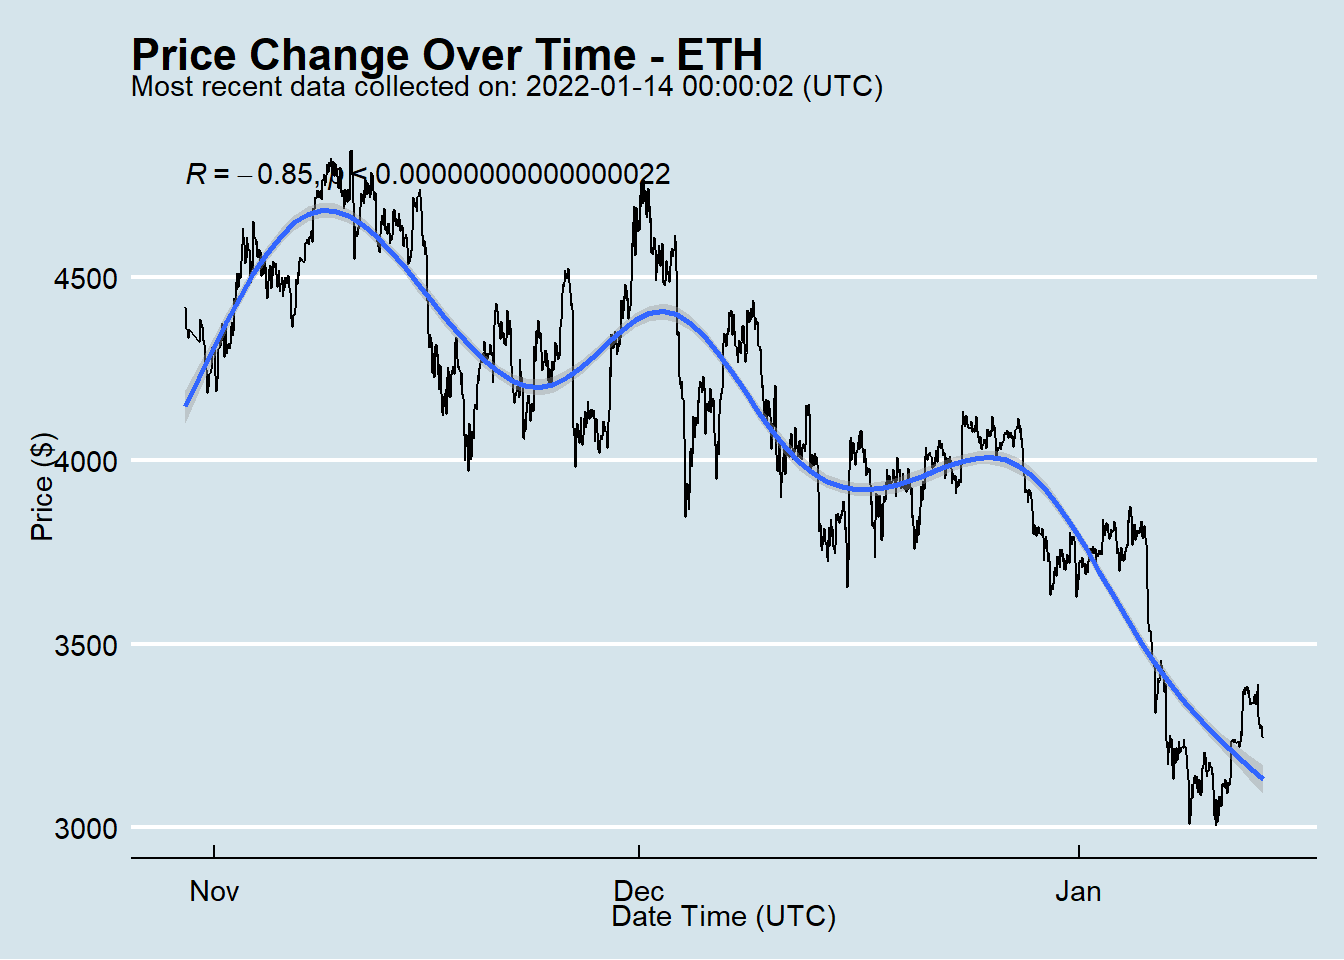 Price Change Over Time - ETH
Most recent data collected on: 2022-01-14 00:00:02 (UTC)
R = −0.85, p < 0.00000000000000022
4500
4000
3500
3000
Price ($)
Nov
Dec
Jan
Date Time (UTC)